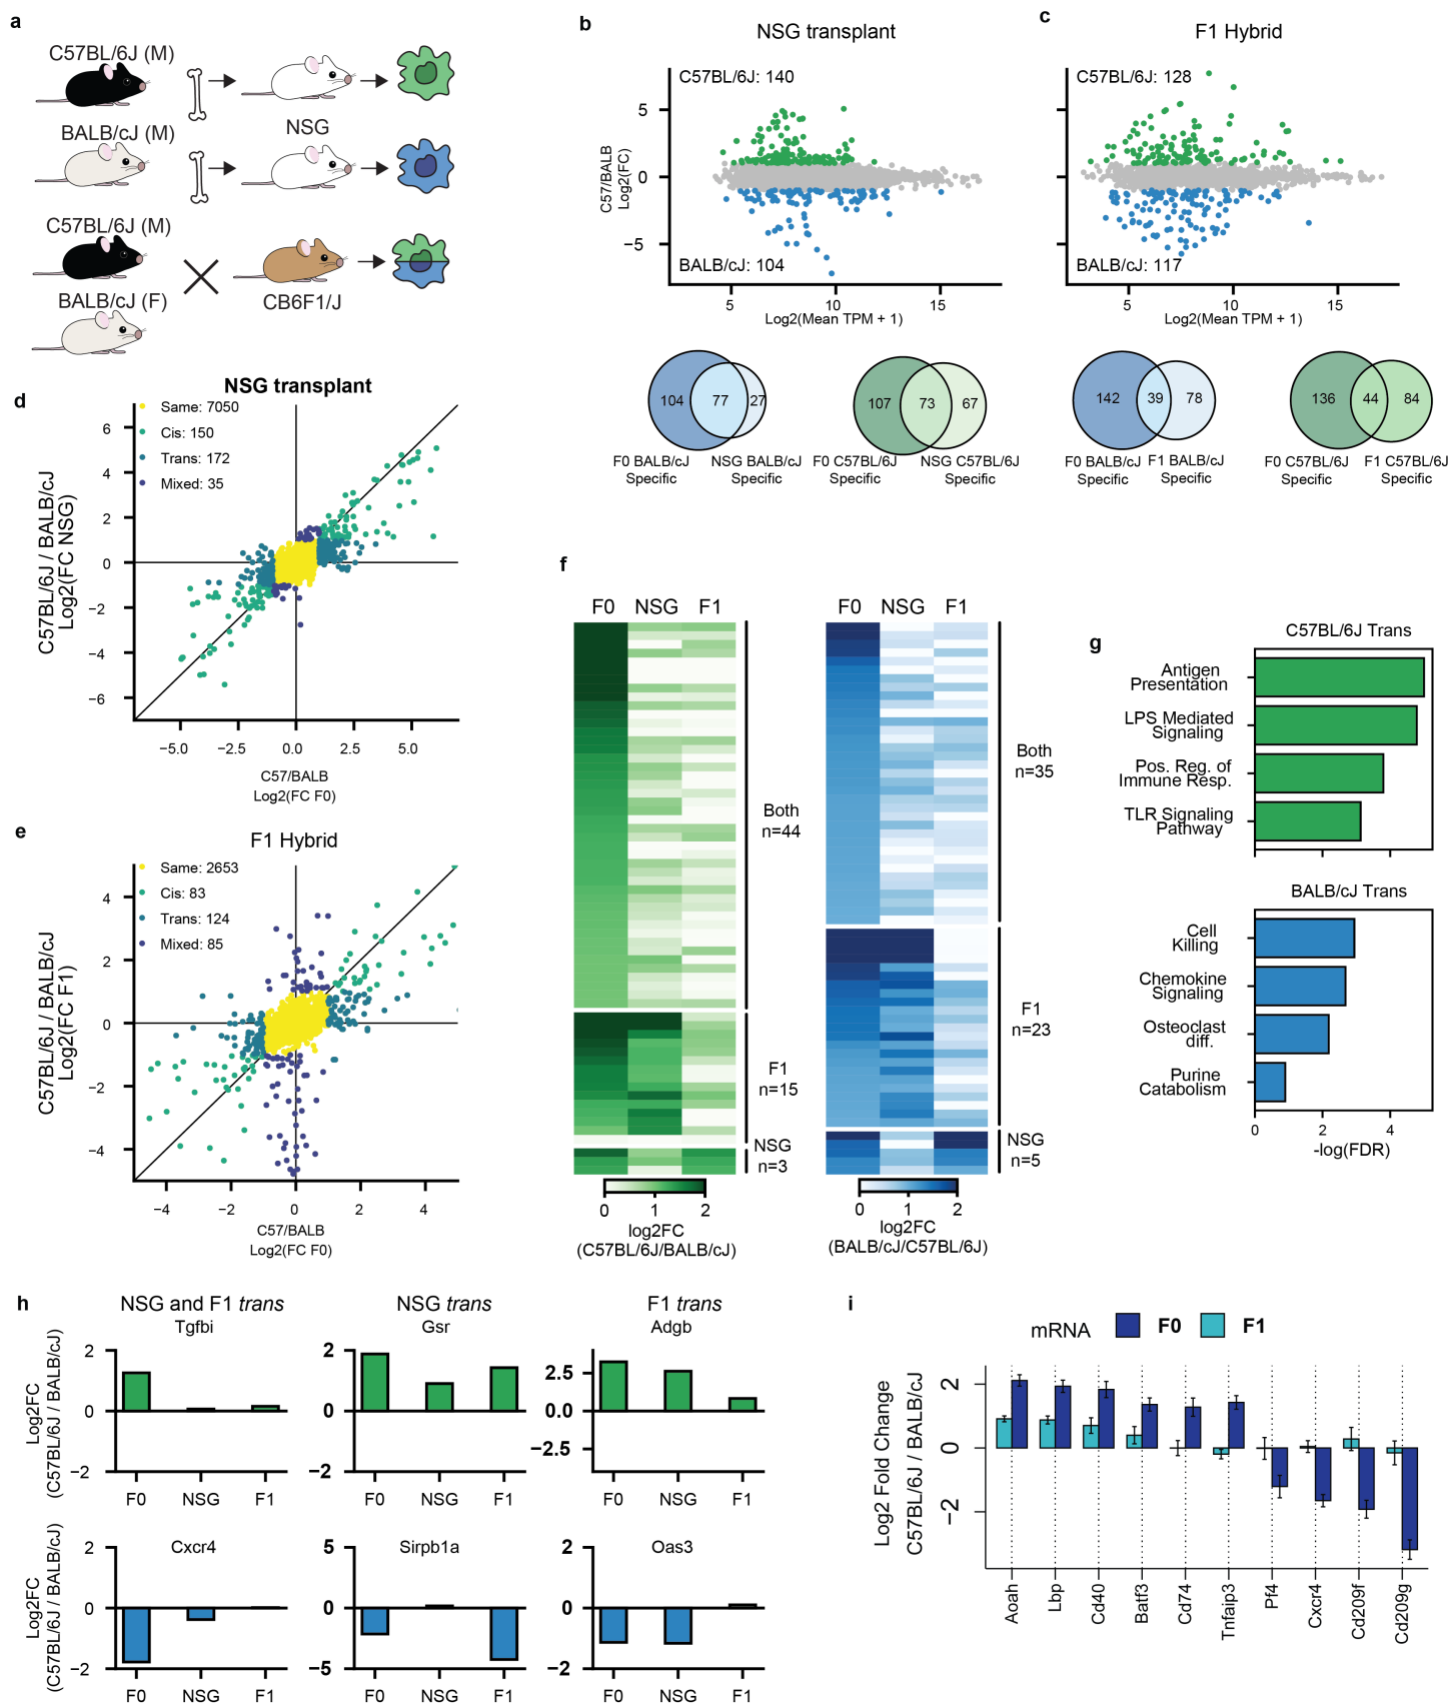 a
C57BL/6J (M)
BALB/cJ (M)
NSG
C57BL/6J (M)
BALB/cJ (F)
CB6F1/J
b
NSG transplant
C57BL/6J: 140
BALB/cJ: 104
C57/BALB
Log2(FC)
5
0
−5
5
10
15
Log2(Mean TPM + 1)
104
77
27
F0 BALB/cJ
Specific
NSG BALB/cJ
Specific
107
73
67
F0 C57BL/6J
Specific
NSG C57BL/6J
Specific
c
F1 Hybrid
C57BL/6J: 128
BALB/cJ: 117
5
10
15
Log2(Mean TPM + 1)
142
39
78
F0 BALB/cJ
Specific
F1 BALB/cJ
Specific
136
44
84
F0 C57BL/6J
Specific
F1 C57BL/6J
Specific
d
NSG transplant
Same: 7050
Cis: 150
Trans: 172
Mixed: 35
C57BL/6J / BALB/cJ
Log2(FC NSG)
6
4
2
0
−2
−4
−6
−5.0
−2.5
0.0
2.5
5.0
C57/BALB
Log2(FC F0)
e
F1 Hybrid
Same: 2653
Cis: 83
Trans: 124
Mixed: 85
C57BL/6J / BALB/cJ
Log2(FC F1)
4
2
0
−2
−4
−4
−2
0
2
4
C57/BALB
Log2(FC F0)
f
F0 NSG F1
Both
n=44
F1
n=15
NSG
n=3
0 1 2
log2FC
(C57BL/6J/BALB/cJ)
F0 NSG F1
Both
n=35
F1
n=23
NSG
n=5
0 1 2
log2FC
(BALB/cJ/C57BL/6J)
g
C57BL/6J Trans
Antigen
Presentation
LPS Mediated
Signaling
Pos. Reg. of
Immune Resp.
TLR Signaling
Pathway
BALB/cJ Trans
Cell
Killing
Chemokine
Signaling
Osteoclast
diff.
Purine
Catabolism
0 2 4
-log(FDR)
h
NSG and F1 trans
Tgfbi
Log2FC
(C57BL/6J / BALB/cJ)
2
0
−2
F0 NSG F1
NSG trans
Gsr
2
0
−2
F0 NSG F1
F1 trans
Adgb
2.5
0.0
−2.5
F0 NSG F1
Cxcr4
Log2FC
(C57BL/6J / BALB/cJ)
2
0
−2
F0 NSG F1
Sirpb1a
5
0
−5
F0 NSG F1
Oas3
2
0
−2
F0 NSG F1
i
mRNA F0 F1
Log2 Fold Change
C57BL/6J / BALB/cJ
2
0
−2
Aoah
Lbp
Cd40
Batf3
Cd74
Tnfaip3
Pf4
Cxcr4
Cd209f
Cd209g